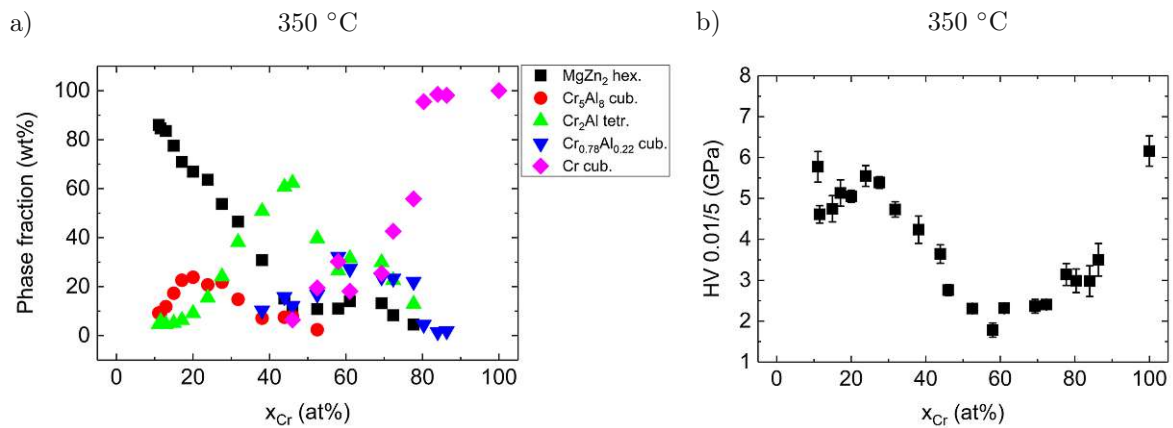 a)
350 °C
Phase fraction (wt%)
100
80
60
40
20
0
0 20 40 60 80 100
x_Cr (at%)
MgZn₂ hex.
Cr₅Al₈ cub.
Cr₂Al tetr.
Cr₀.₇₈Al₀.₂₂ cub.
Cr cub.
b)
350 °C
HV 0.01/5 (GPa)
8
7
6
5
4
3
2
1
0 20 40 60 80 100
x_Cr (at%)